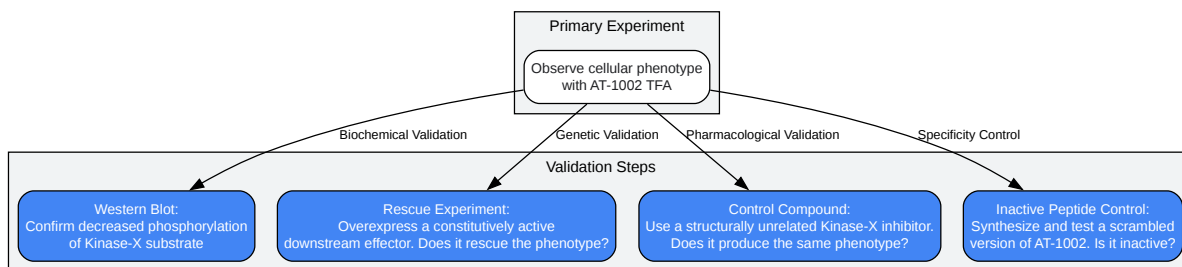 Primary Experiment
Observe cellular phenotype
with AT-1002 TFA
Biochemical Validation
Genetic Validation
Pharmacological Validation
Specificity Control
Validation Steps
Western Blot:
Confirm decreased phosphorylation
of Kinase-X substrate
Rescue Experiment:
Overexpress a constitutively active
downstream effector. Does it rescue the phenotype?
Control Compound:
Use a structurally unrelated Kinase-X inhibitor.
Does it produce the same phenotype?
Inactive Peptide Control:
Synthesize and test a scrambled
version of AT-1002. Is it inactive?